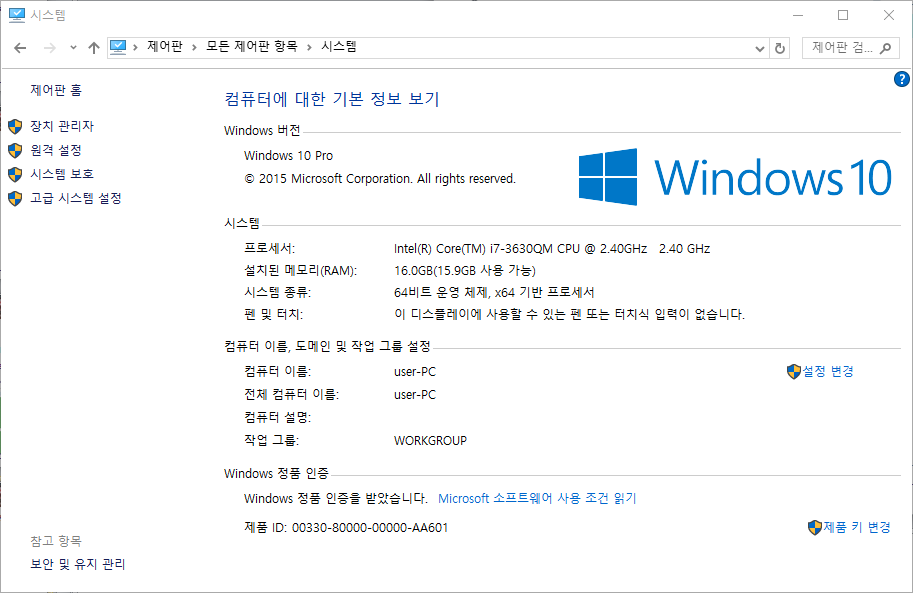 시스템
제어판 › 모든 제어판 항목 › 시스템
제어판 검...
제어판 홈
장치 관리자
원격 설정
시스템 보호
고급 시스템 설정
컴퓨터에 대한 기본 정보 보기
Windows 버전
Windows 10 Pro
© 2015 Microsoft Corporation. All rights reserved.
Windows 10
시스템
프로세서: Intel(R) Core(TM) i7-3630QM CPU @ 2.40GHz 2.40 GHz
설치된 메모리(RAM): 16.0GB(15.9GB 사용 가능)
시스템 종류: 64비트 운영 체제, x64 기반 프로세서
펜 및 터치: 이 디스플레이에 사용할 수 있는 펜 또는 터치식 입력이 없습니다.
컴퓨터 이름, 도메인 및 작업 그룹 설정
컴퓨터 이름: user-PC
설정 변경
전체 컴퓨터 이름: user-PC
컴퓨터 설명:
작업 그룹: WORKGROUP
Windows 정품 인증
Windows 정품 인증을 받았습니다. Microsoft 소프트웨어 사용 조건 읽기
제품 ID: 00330-80000-00000-AA601
제품 키 변경
참고 항목
보안 및 유지 관리